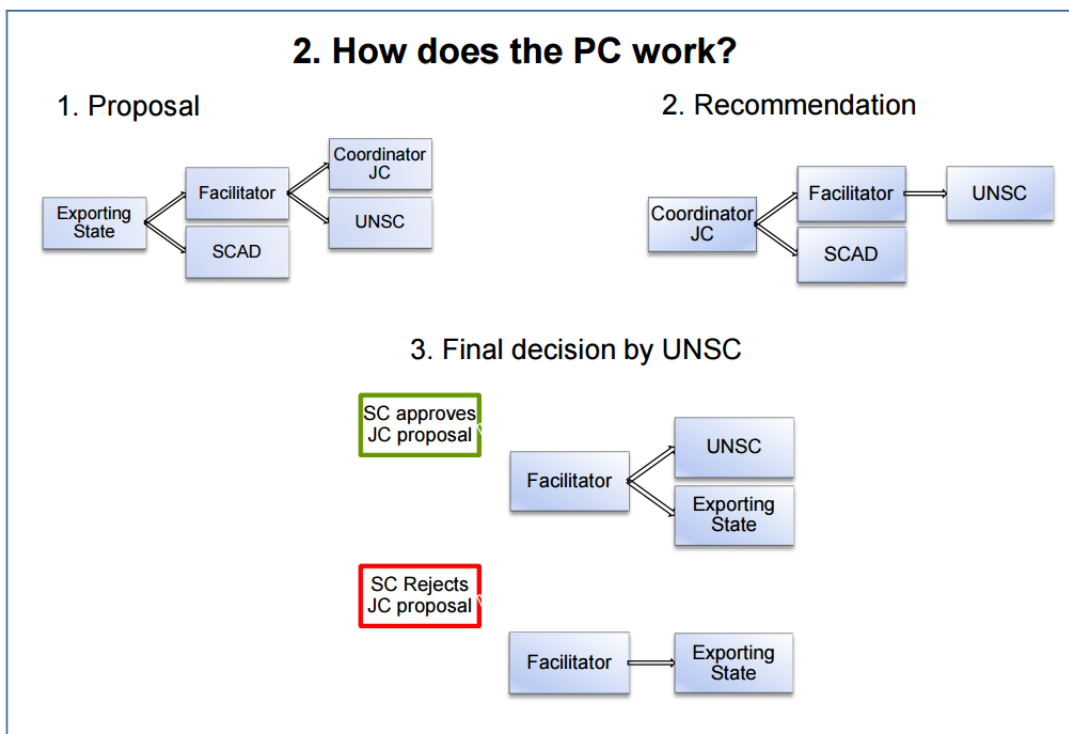 2. How does the PC work?
1. Proposal
Exporting
State
Facilitator
SCAD
Coordinator
JC
UNSC
2. Recommendation
Coordinator
JC
Facilitator
SCAD
UNSC
3. Final decision by UNSC
SC approves
JC proposal
Facilitator
UNSC
Exporting
State
SC Rejects
JC proposal
Facilitator
Exporting
State